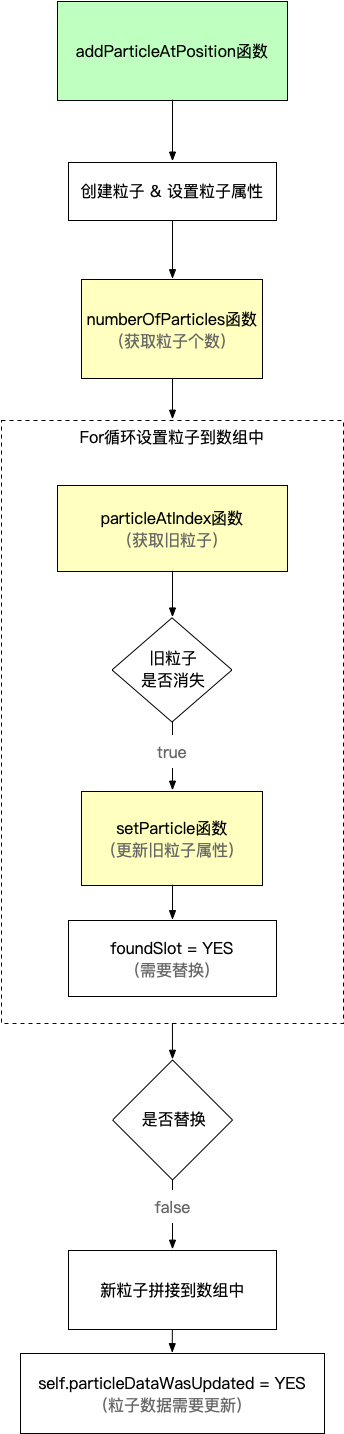 addParticleAtPosition函数
创建粒子 & 设置粒子属性
numberOfParticles函数
（获取粒子个数）
For循环设置粒子到数组中
particleAtIndex函数
（获取旧粒子）
旧粒子
是否消失
true
setParticle函数
（更新旧粒子属性）
foundSlot = YES
（需要替换）
是否替换
false
新粒子拼接到数组中
self.particleDataWasUpdated = YES
（粒子数据需要更新）